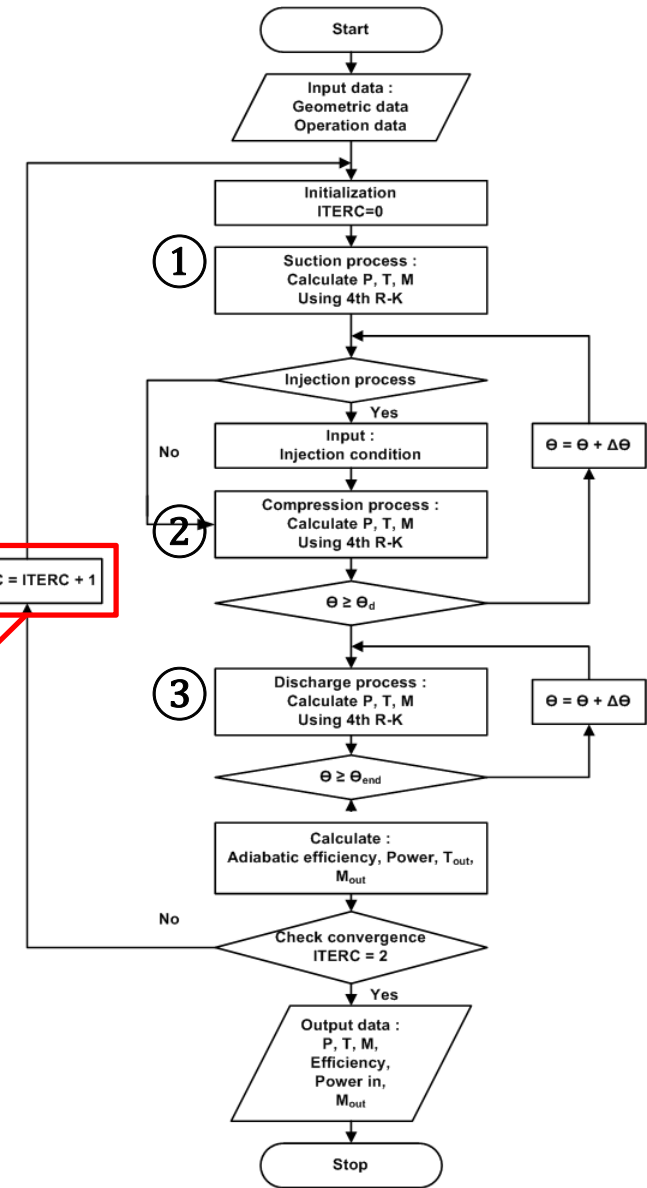 Start
Input data :
Geometric data
Operation data
Initialization
ITERC=0
①
Suction process :
Calculate P, T, M
Using 4th R-K
Injection process
Yes
No
Input :
Injection condition
ϴ = ϴ + Δϴ
②
Compression process :
Calculate P, T, M
Using 4th R-K
C = ITERC + 1
ϴ ≥ ϴd
③
Discharge process :
Calculate P, T, M
Using 4th R-K
ϴ = ϴ + Δϴ
ϴ ≥ ϴend
Calculate :
Adiabatic efficiency, Power, Tout,
Mout
No
Check convergence
ITERC = 2
Yes
Output data :
P, T, M,
Efficiency,
Power in,
Mout
Stop